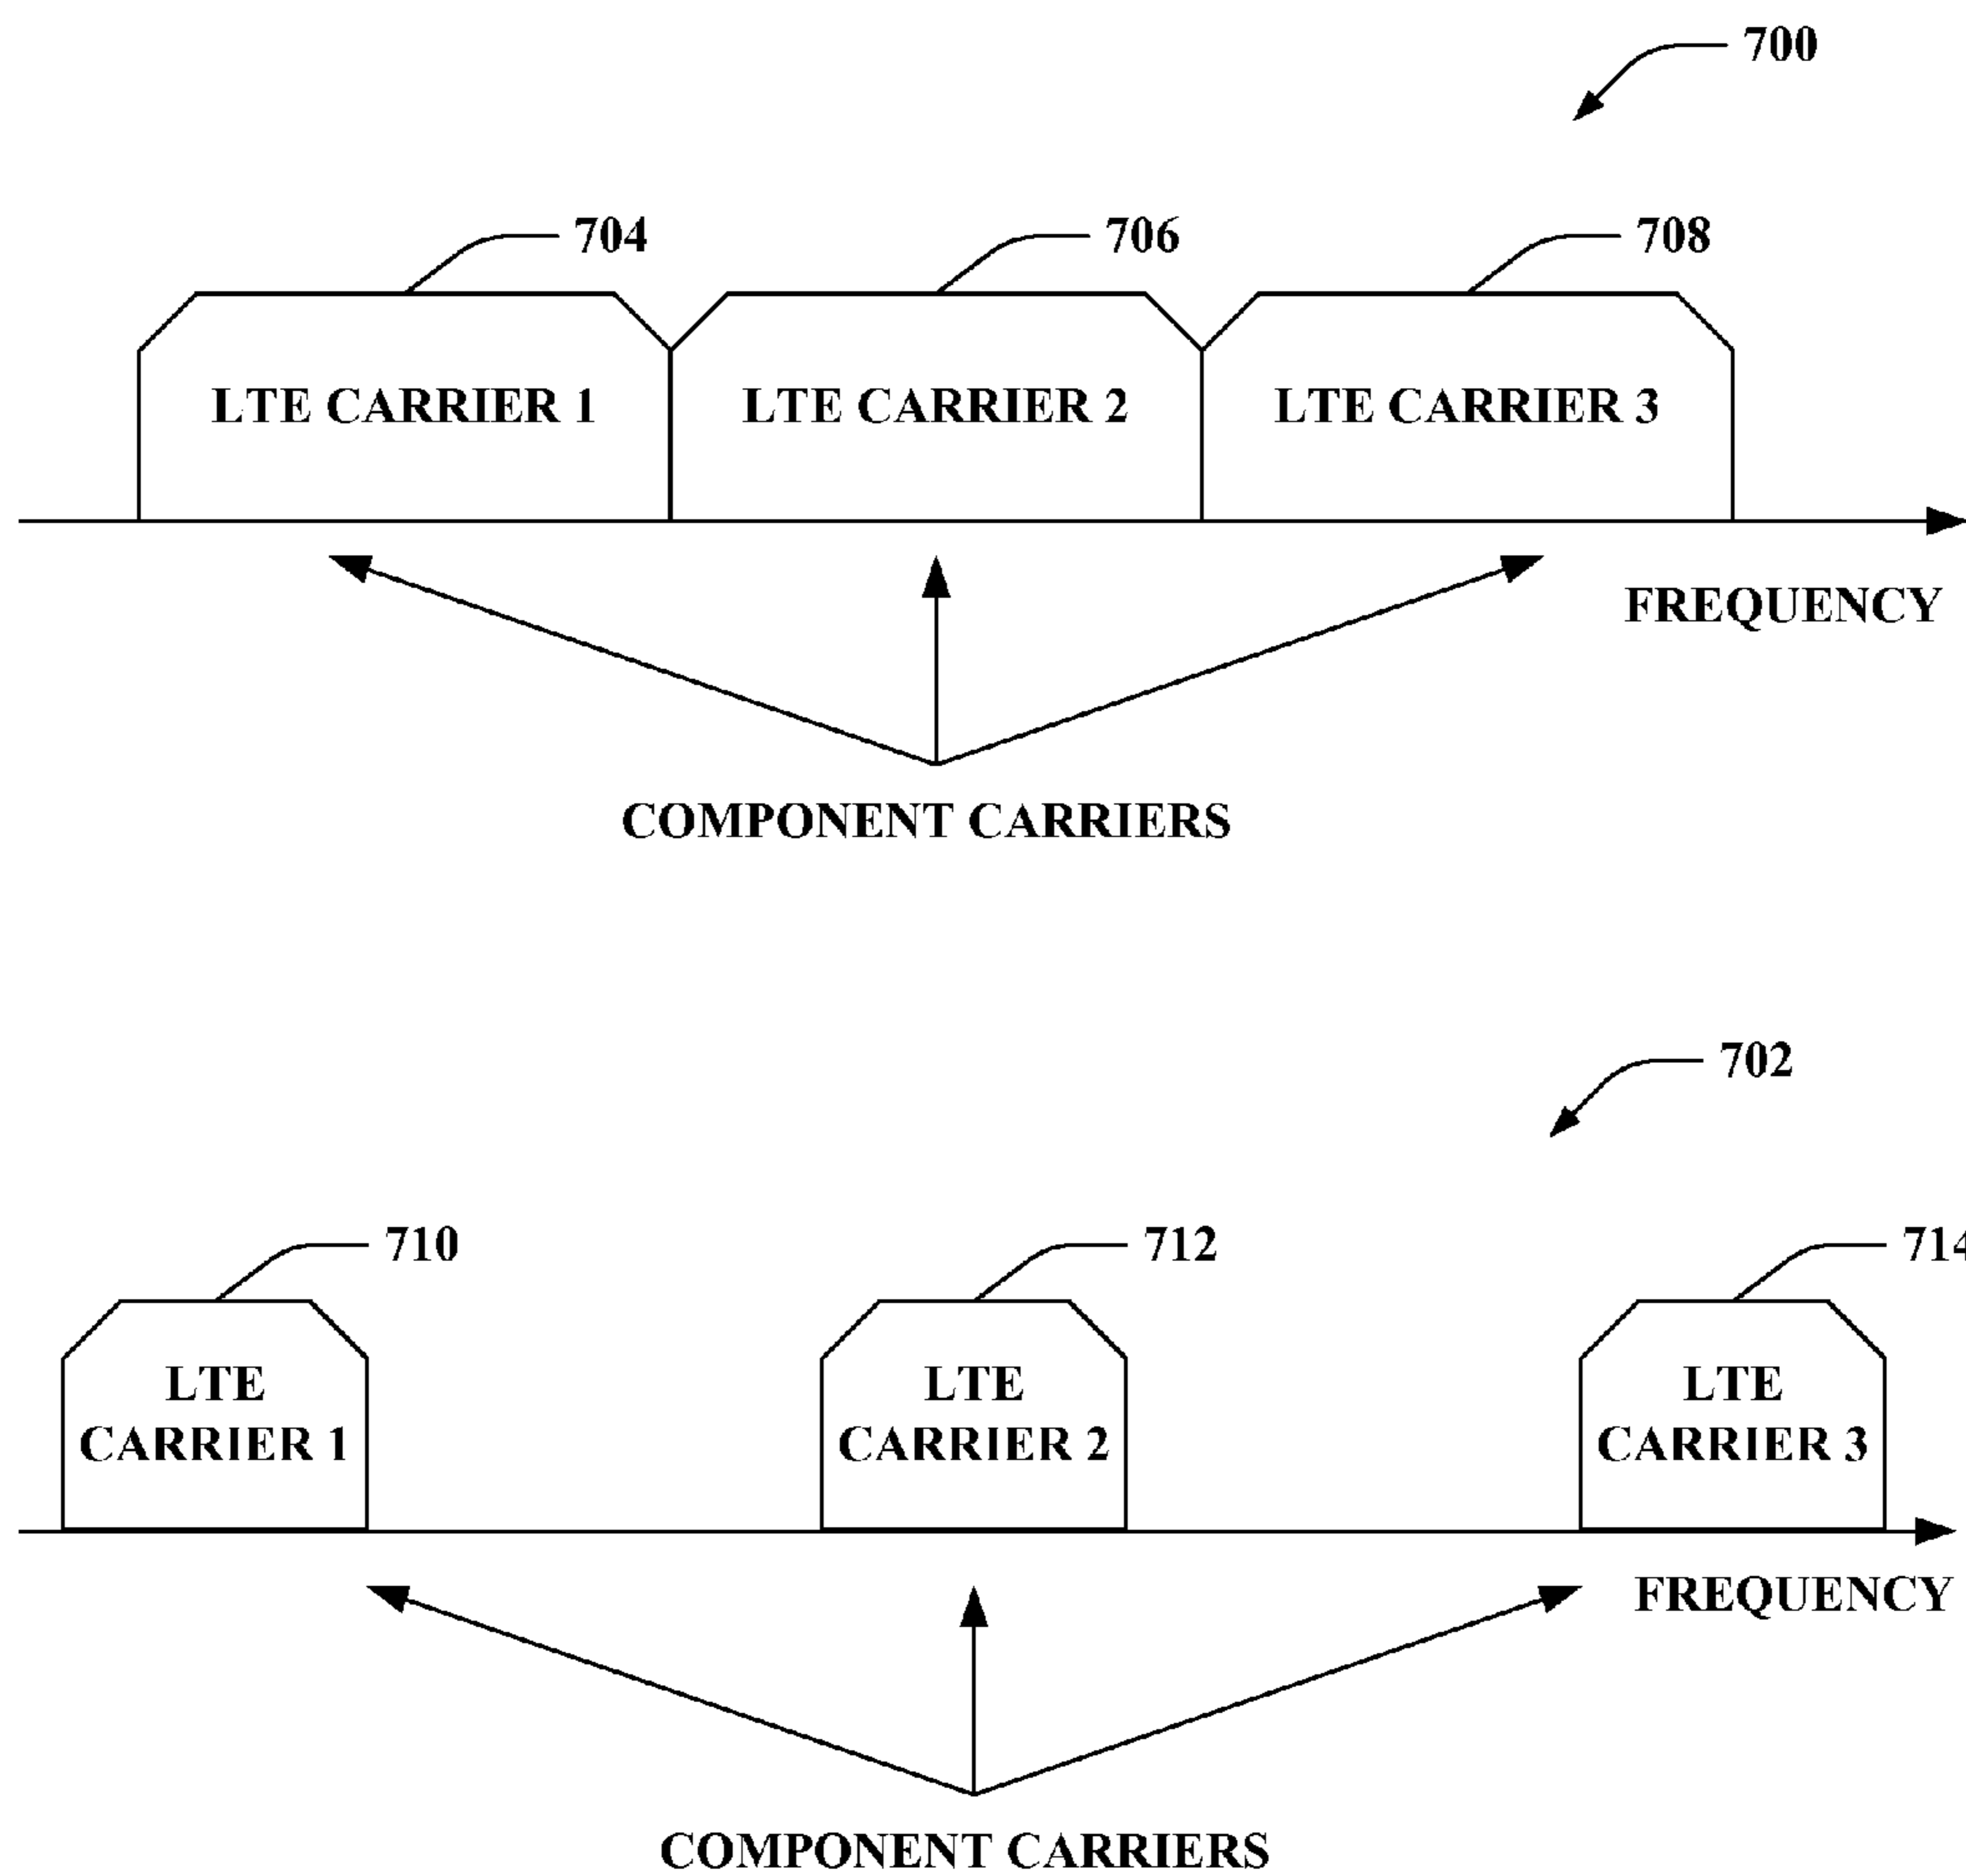 700
704
706
708
LTE CARRIER 1
LTE CARRIER 2
LTE CARRIER 3
FREQUENCY
COMPONENT CARRIERS
702
710
712
714
LTE
CARRIER 1
LTE
CARRIER 2
LTE
CARRIER 3
FREQUENCY
COMPONENT CARRIERS